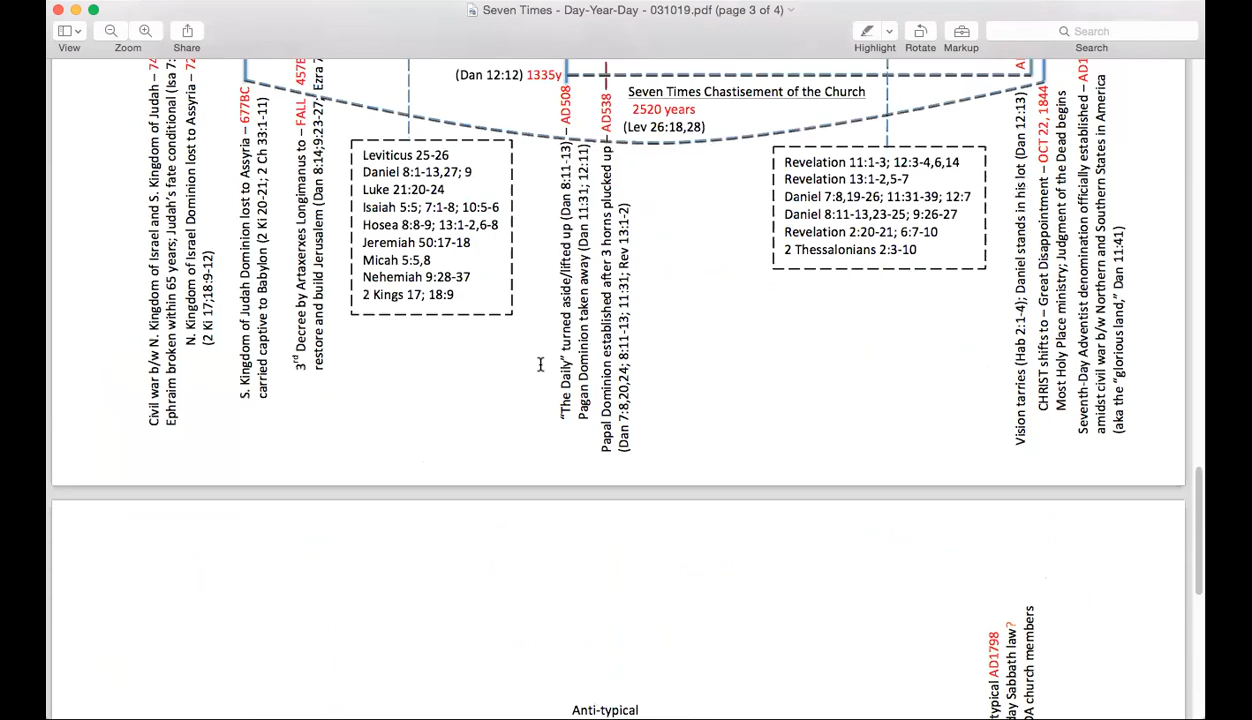 Seven Times - Day-Year-Day - 031019.pdf (page 3 of 4)
View
Zoom
Share
Highlight
Rotate
Markup
Search
Search
(Dan 12:12) 1335y
Seven Times Chastisement of the Church
2520 years
(Lev 26:18,28)
Civil war b/w N. Kingdom of Israel and S. Kingdom of Judah – 74
Ephraim broken within 65 years; Judah's fate conditional (Isa 7:
N. Kingdom of Israel Dominion lost to Assyria – 72
(2 Ki 17;18:9-12)
S. Kingdom of Judah Dominion lost to Assyria – 677BC
carried captive to Babylon (2 Ki 20-21; 2 Ch 33:1-11)
3rd Decree by Artaxerxes Longimanus to – FALL 457B
restore and build Jerusalem (Dan 8:14;9:23-27; Ezra 7
Leviticus 25-26
Daniel 8:1-13,27; 9
Luke 21:20-24
Isaiah 5:5; 7:1-8; 10:5-6
Hosea 8:8-9; 13:1-2,6-8
Jeremiah 50:17-18
Micah 5:5,8
Nehemiah 9:28-37
2 Kings 17; 18:9
"The Daily" turned aside/lifted up (Dan 8:11-13) – AD508
Pagan Dominion taken away (Dan 11:31; 12:11)
Papal Dominion established after 3 horns plucked up – AD538
(Dan 7:8,20,24; 8:11-13; 11:31; Rev 13:1-2)
Revelation 11:1-3; 12:3-4,6,14
Revelation 13:1-2,5-7
Daniel 7:8,19-26; 11:31-39; 12:7
Daniel 8:11-13,23-25; 9:26-27
Revelation 2:20-21; 6:7-10
2 Thessalonians 2:3-10
Vision tarries (Hab 2:1-4); Daniel stands in his lot (Dan 12:13)
CHRIST shifts to – Great Disappointment – OCT 22, 1844
Most Holy Place ministry; Judgment of the Dead begins
Seventh-Day Adventist denomination officially established – AD1
amidst civil war b/w Northern and Southern States in America
(aka the "glorious land," Dan 11:41)
Anti-typical
typical AD1798
day Sabbath law?
DA church members